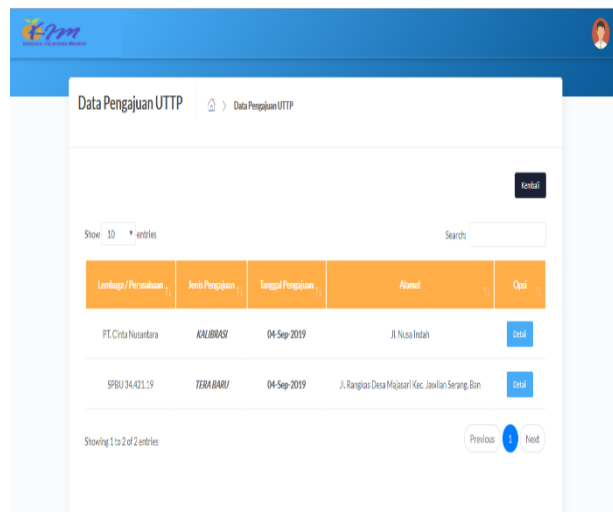 Kim
Data Pengajuan UTTP > Data Pengajuan UTTP
Kembali
Show 10 entries Search:
Lembaga / Perusahaan Jenis Pengajuan Tanggal Pengajuan Alamat Opsi
PT. Cinta Nusantara KALIBRASI 04-Sep-2019 Jl. Nusa Indah Detail
SPBU 34.421.19 TERA BARU 04-Sep-2019 Jl. Rangkas Desa Majasari Kec. Jawilan Serang, Ban Detail
Showing 1 to 2 of 2 entries Previous 1 Next